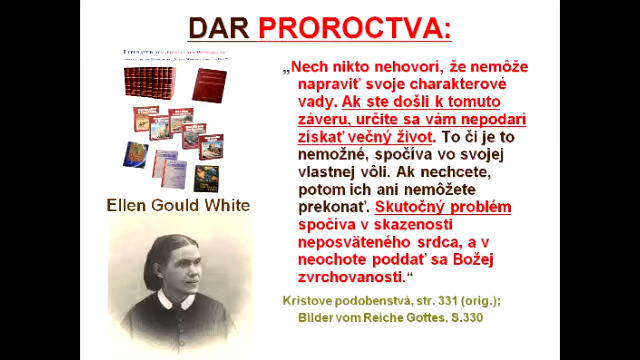 DAR PROROCTVA:
„Nech nikto nehovorí, že nemôže
napraviť svoje charakterové
vady. Ak ste došli k tomuto
záveru, určite sa vám nepodarí
získať večný život. To či je to
nemožné, spočíva vo svojej
vlastnej vôli. Ak nechcete,
potom ich ani nemôžete
prekonať. Skutočný problém
spočíva v skazenosti
neposväteného srdca, a v
neochote poddať sa Božej
zvrchovanosti.“
Kristove podobenstvá, str. 331 (orig.);
Bilder vom Reiche Gottes, S.330
Ellen Gould White